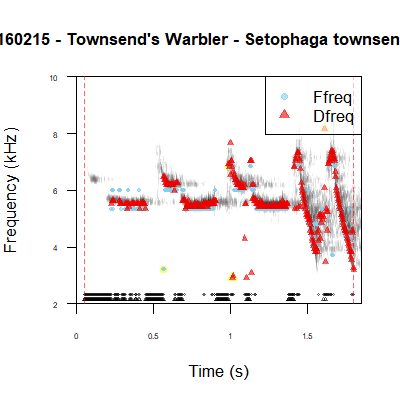 160215 - Townsend's Warbler - Setophaga townsen
Ffreq
Dfreq
Frequency (kHz)
10
8
6
4
2
0
0.5
1
1.5
Time (s)